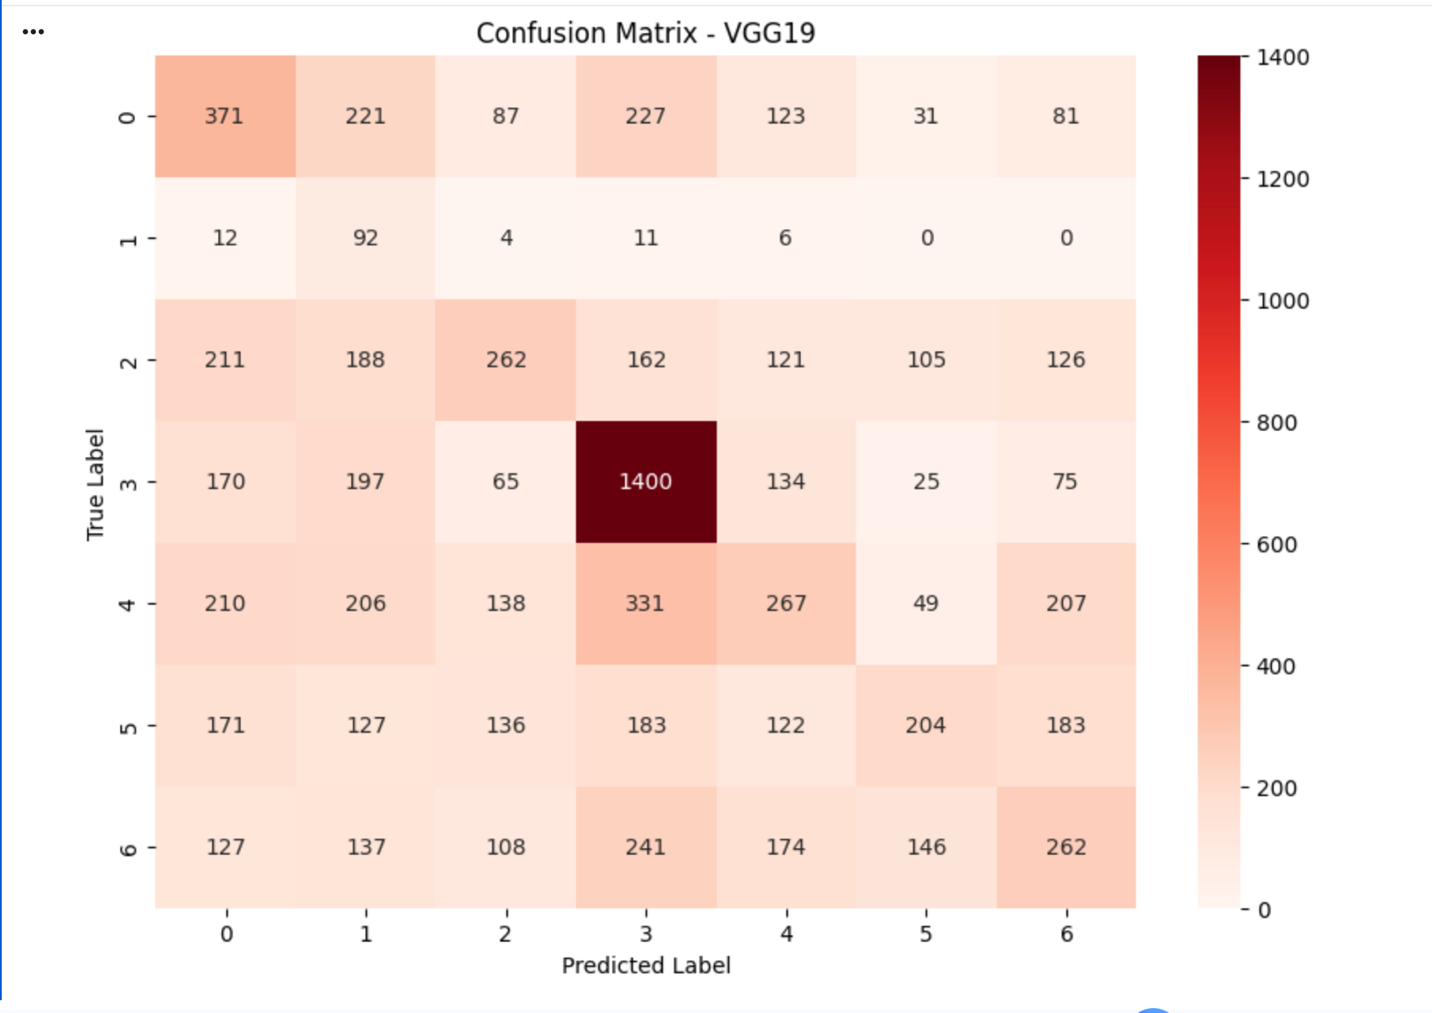 •••
Confusion Matrix - VGG19
0 371 221 87 227 123 31 81
1 12 92 4 11 6 0 0
2 211 188 262 162 121 105 126
3 170 197 65 1400 134 25 75
4 210 206 138 331 267 49 207
5 171 127 136 183 122 204 183
6 127 137 108 241 174 146 262
0 1 2 3 4 5 6
Predicted Label
True Label
1400
1200
1000
800
600
400
200
0